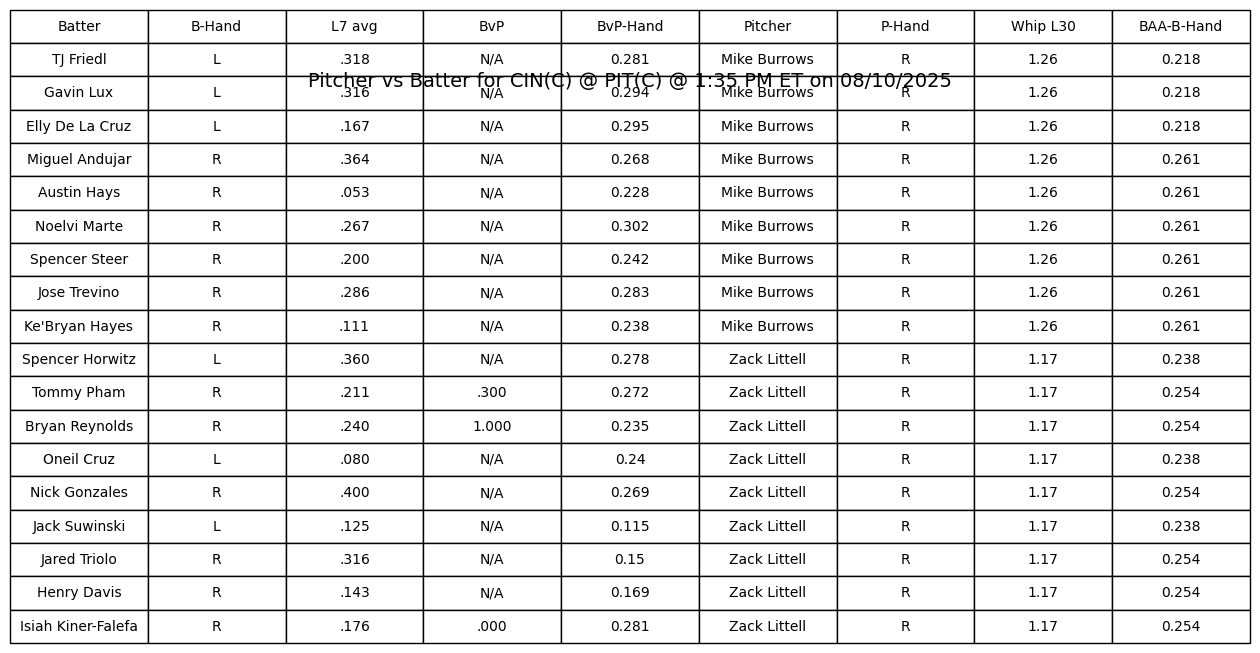 Batter B-Hand L7 avg BvP BvP-Hand Pitcher P-Hand Whip L30 BAA-B-Hand
TJ Friedl L .318 N/A 0.281 Mike Burrows R 1.26 0.218
Pitcher vs Batter for CIN(C) @ PIT(C) @ 1:35 PM ET on 08/10/2025
Gavin Lux L .316 N/A 0.294 Mike Burrows R 1.26 0.218
Elly De La Cruz L .167 N/A 0.295 Mike Burrows R 1.26 0.218
Miguel Andujar R .364 N/A 0.268 Mike Burrows R 1.26 0.261
Austin Hays R .053 N/A 0.228 Mike Burrows R 1.26 0.261
Noelvi Marte R .267 N/A 0.302 Mike Burrows R 1.26 0.261
Spencer Steer R .200 N/A 0.242 Mike Burrows R 1.26 0.261
Jose Trevino R .286 N/A 0.283 Mike Burrows R 1.26 0.261
Ke'Bryan Hayes R .111 N/A 0.238 Mike Burrows R 1.26 0.261
Spencer Horwitz L .360 N/A 0.278 Zack Littell R 1.17 0.238
Tommy Pham R .211 .300 0.272 Zack Littell R 1.17 0.254
Bryan Reynolds R .240 1.000 0.235 Zack Littell R 1.17 0.254
Oneil Cruz L .080 N/A 0.24 Zack Littell R 1.17 0.238
Nick Gonzales R .400 N/A 0.269 Zack Littell R 1.17 0.254
Jack Suwinski L .125 N/A 0.115 Zack Littell R 1.17 0.238
Jared Triolo R .316 N/A 0.15 Zack Littell R 1.17 0.254
Henry Davis R .143 N/A 0.169 Zack Littell R 1.17 0.254
Isiah Kiner-Falefa R .176 .000 0.281 Zack Littell R 1.17 0.254